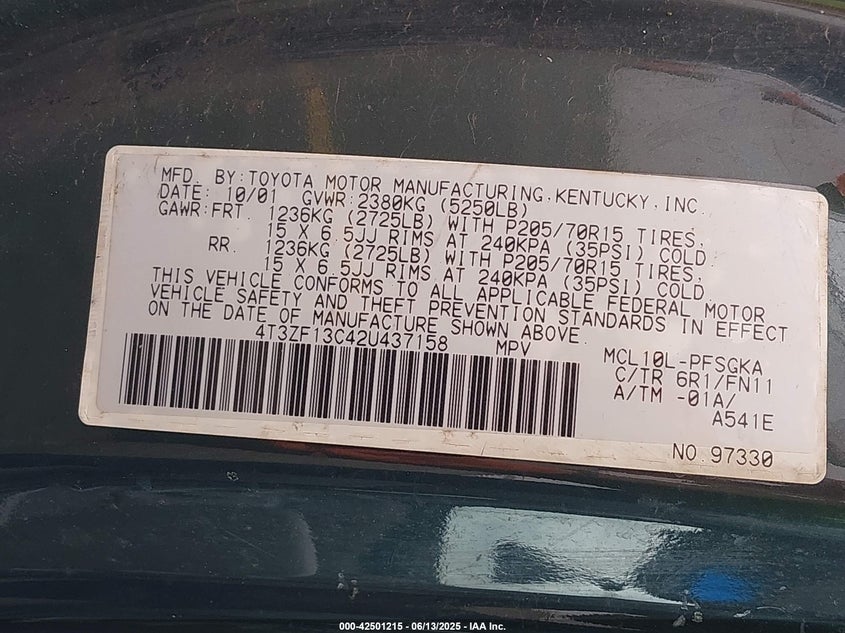 MFD. BY:TOYOTA MOTOR MANUFACTURING,KENTUCKY,INC.
DATE: 10/01 GVWR:2380KG (5250LB)
GAWR:FRT. 1236KG (2725LB) WITH P205/70R15 TIRES,
15 X 6.5JJ RIMS AT 240KPA (35PSI) COLD.
RR. 1236KG (2725LB) WITH P205/70R15 TIRES,
15 X 6.5JJ RIMS AT 240KPA (35PSI) COLD.
THIS VEHICLE CONFORMS TO ALL APPLICABLE FEDERAL MOTOR
VEHICLE SAFETY AND THEFT PREVENTION STANDARDS IN EFFECT
ON THE DATE OF MANUFACTURE SHOWN ABOVE.
4T3ZF13C42U437158 MPV
MCL10L-PFSGKA
C/TR 6R1/FN11
A/TM -01A/
A541E
NO.97330
000-42501215 - 06/13/2025 - IAA Inc.